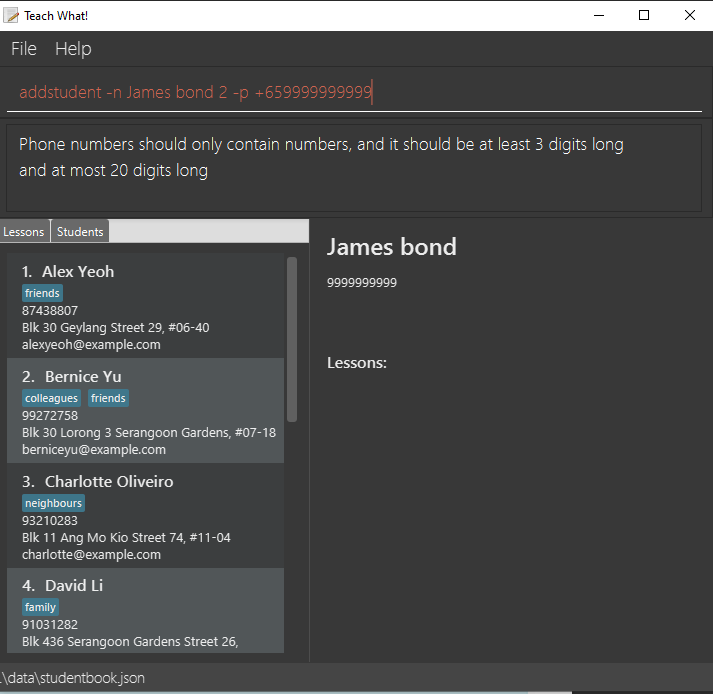 Teach What!
File Help
addstudent -n James bond 2 -p +659999999999
Phone numbers should only contain numbers, and it should be at least 3 digits long
and at most 20 digits long
Lessons Students
1. Alex Yeoh
friends
87438807
Blk 30 Geylang Street 29, #06-40
alexyeoh@example.com
2. Bernice Yu
colleagues friends
99272758
Blk 30 Lorong 3 Serangoon Gardens, #07-18
berniceyu@example.com
3. Charlotte Oliveiro
neighbours
93210283
Blk 11 Ang Mo Kio Street 74, #11-04
charlotte@example.com
4. David Li
family
91031282
Blk 436 Serangoon Gardens Street 26,
James bond
9999999999
Lessons:
.\data\studentbook.json